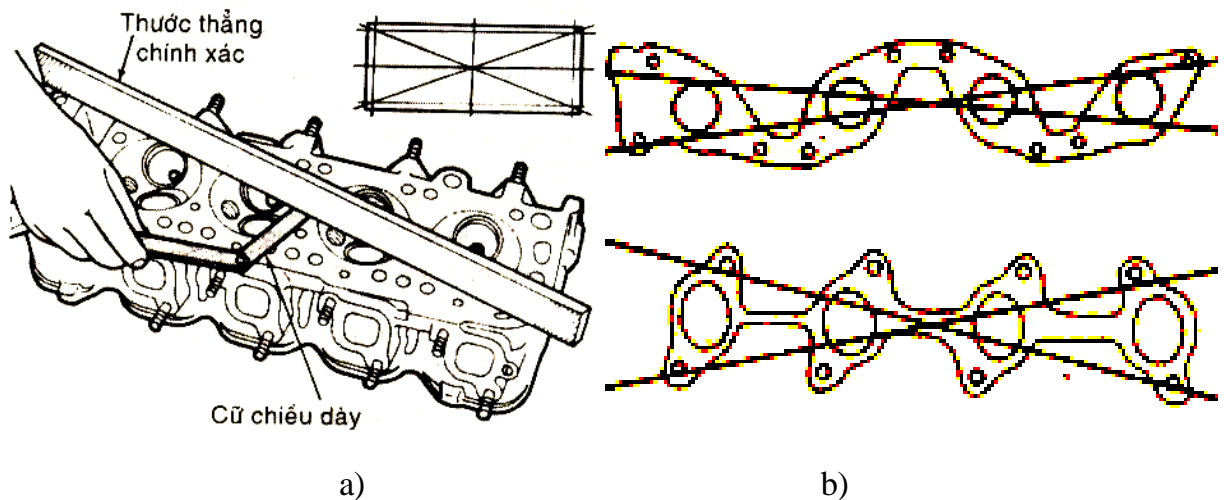 Thước thẳng
chính xác
Cữ chiều dày
a)
b)